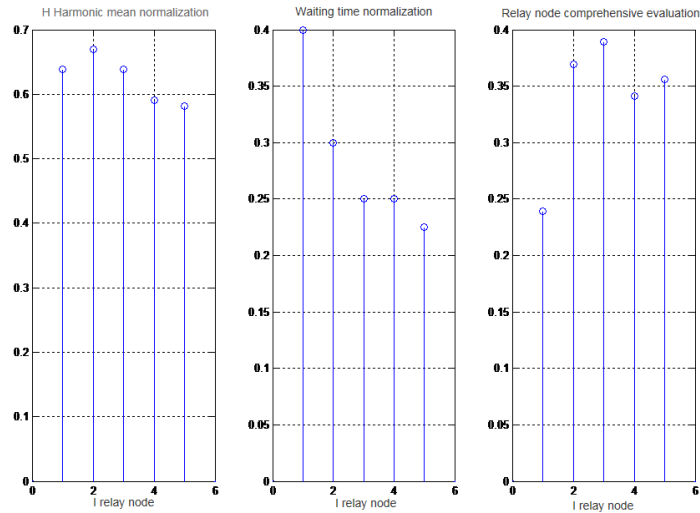 H Harmonic mean normalization
0.7
0.6
0.5
0.4
0.3
0.2
0.1
0
0 2 4 6
I relay node
Waiting time normalization
0.4
0.35
0.3
0.25
0.2
0.15
0.1
0.05
0
0 2 4 6
I relay node
Relay node comprehensive evaluation
0.4
0.35
0.3
0.25
0.2
0.15
0.1
0.05
0
0 2 4 6
I relay node